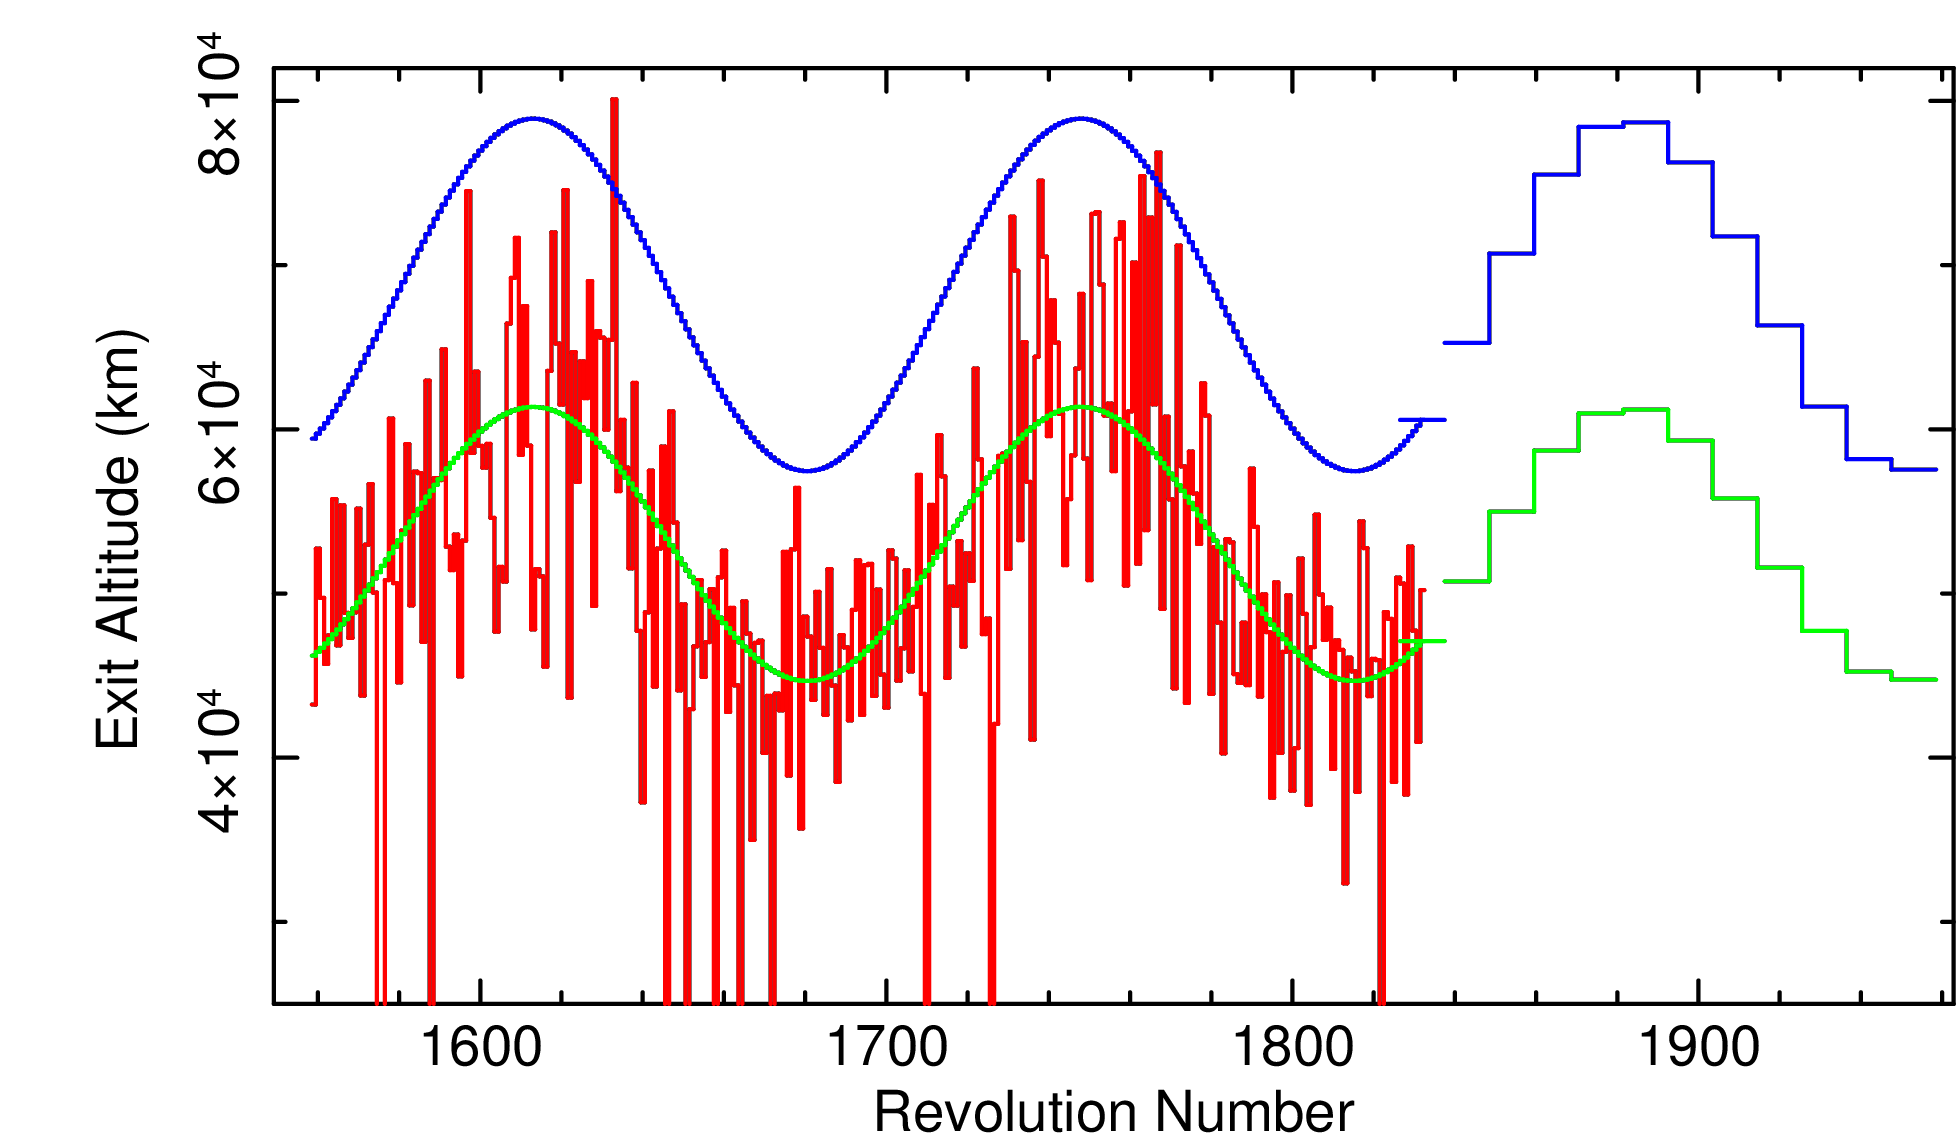 8×10⁴
6×10⁴
4×10⁴
Exit Altitude (km)
1600 1700 1800 1900
Revolution Number